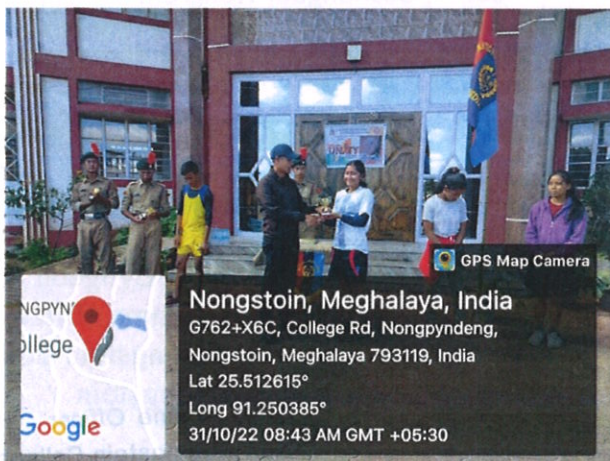 GPS Map Camera
Nongstoin, Meghalaya, India
G762+X6C, College Rd, Nongpyndeng,
Nongstoin, Meghalaya 793119, India
Lat 25.512615°
Long 91.250385°
31/10/22 08:43 AM GMT +05:30
NGPYN
ollege
Google